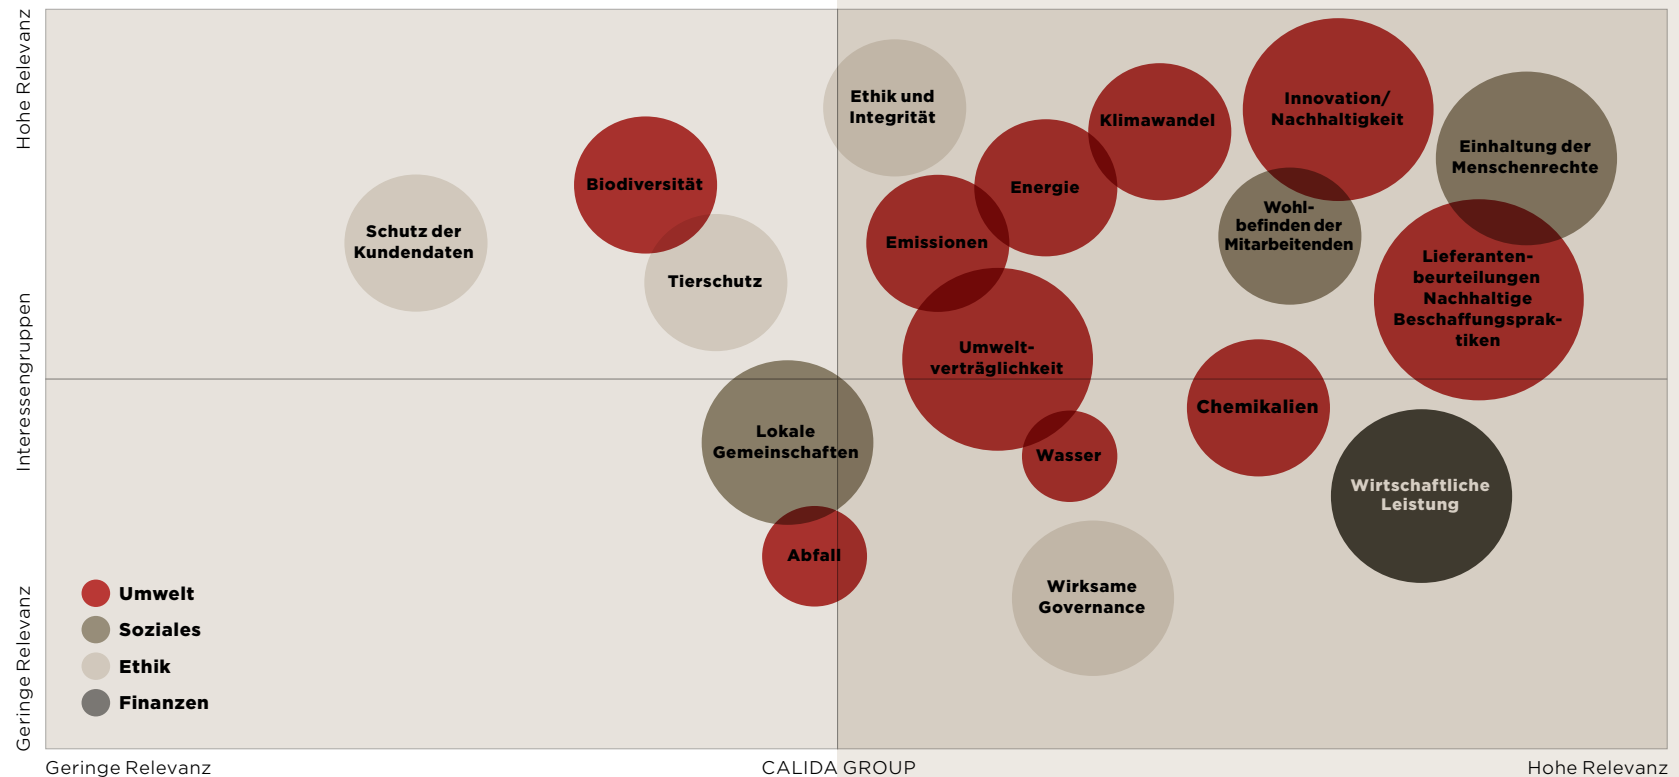 Hohe Relevanz
Interessengruppen
Geringe Relevanz
Ethik und
Integrität
Klimawandel
Innovation/
Nachhaltigkeit
Einhaltung der
Menschenrechte
Biodiversität
Energie
Schutz der
Kundendaten
Emissionen
Wohl-
befinden der
Mitarbeitenden
Tierschutz
Lieferanten-
beurteilungen
Nachhaltige
Beschaffungsprak-
tiken
Umwelt-
verträglichkeit
Chemikalien
Lokale
Gemeinschaften
Wasser
Wirtschaftliche
Leistung
Abfall
Wirksame
Governance
Umwelt
Soziales
Ethik
Finanzen
Geringe Relevanz
CALIDA GROUP
Hohe Relevanz